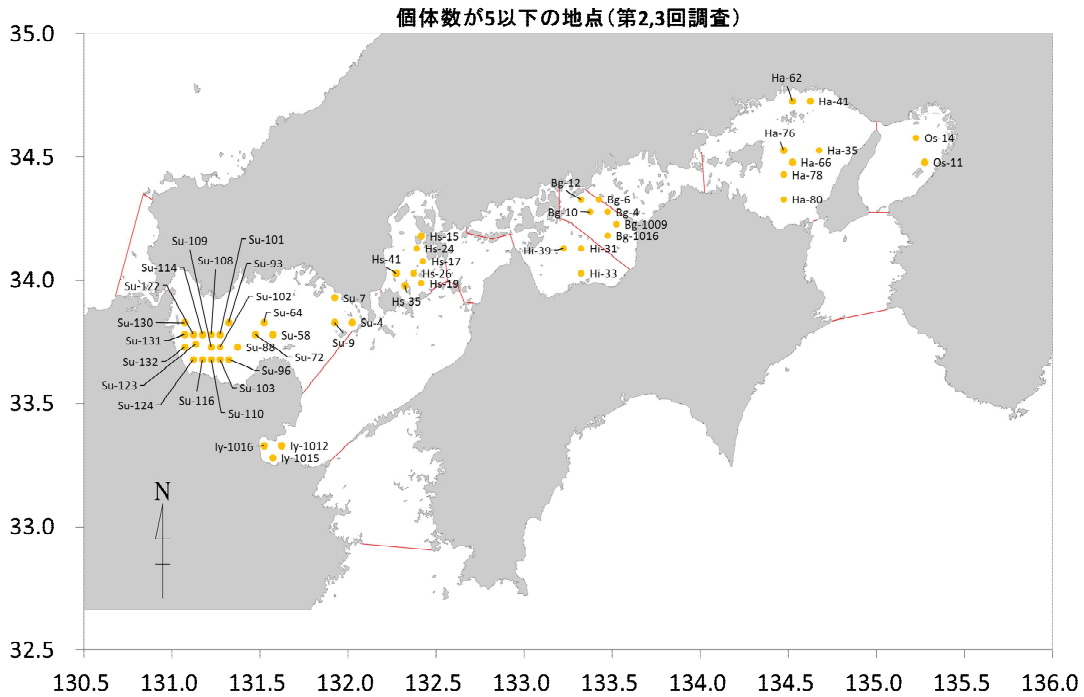 個体数が5以下の地点(第2,3回調査)
35.0
34.5
34.0
33.5
33.0
32.5
130.5 131.0 131.5 132.0 132.5 133.0 133.5 134.0 134.5 135.0 135.5 136.0
Ha-62
Ha-41
Ha-76
Ha-35
Ha-66
Ha-78
Ha-80
Os-14
Os-11
Bg-12
Bg-6
Bg-10
Bg-4
Bg-1009
Bg-1016
Hi-39
Hi-31
Hi-33
Hs-15
Hs-24
Hs-17
Hs-41
Hs-26
Hs-19
Hs 35
Su-101
Su-109
Su-93
Su-108
Su-114
Su-102
Su-122
Su-64
Su-7
Su-130
Su-4
Su-131
Su-58
Su-9
Su-88
Su-132
Su-72
Su-96
Su-123
Su-103
Su-124
Su-116
Su-110
Iy-1016
Iy-1012
Iy-1015
N